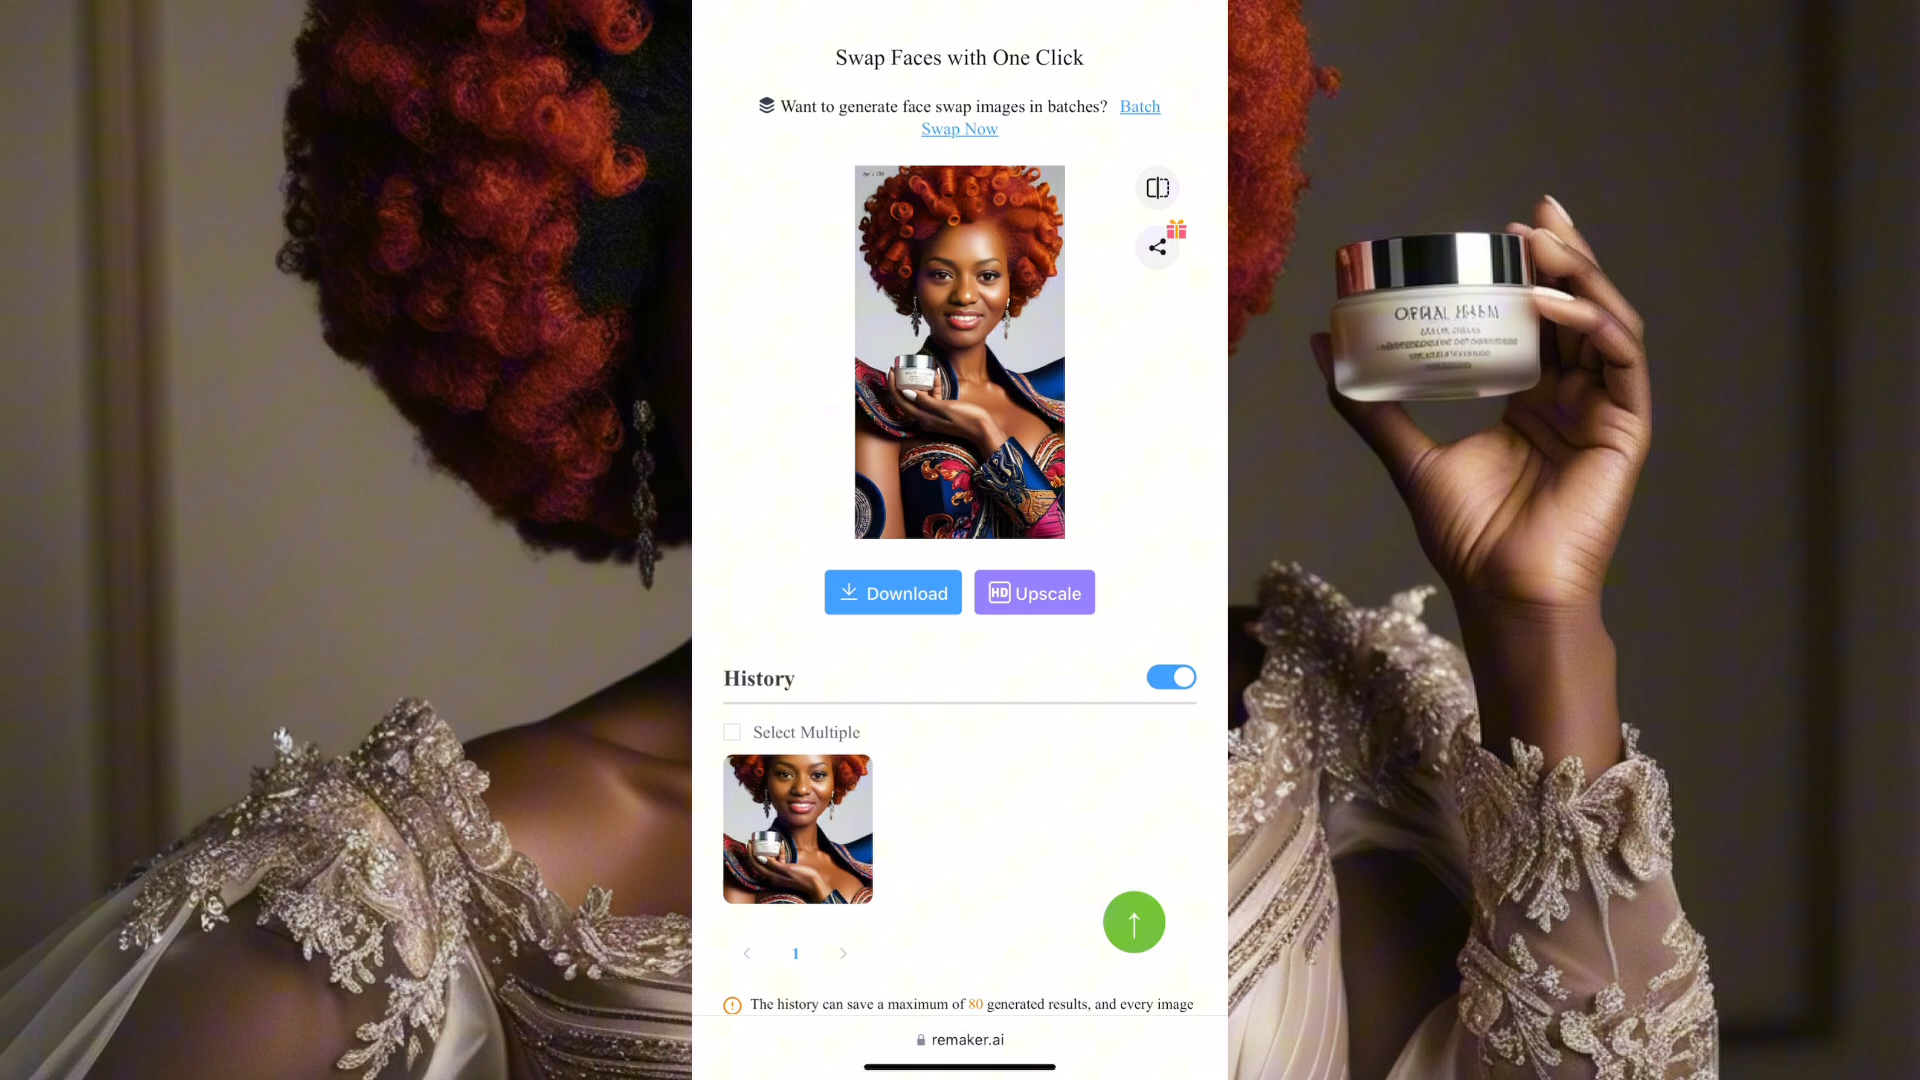 Swap Faces with One Click
Want to generate face swap images in batches? Batch
Swap Now
Download
HD Upscale
History
Select Multiple
1
The history can save a maximum of 80 generated results, and every image
remaker.ai